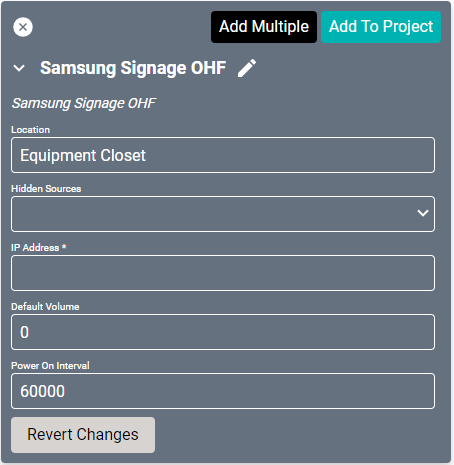 Add Multiple
Add To Project
Samsung Signage OHF
Samsung Signage OHF
Location
Equipment Closet
Hidden Sources
IP Address *
Default Volume
0
Power On Interval
60000
Revert Changes